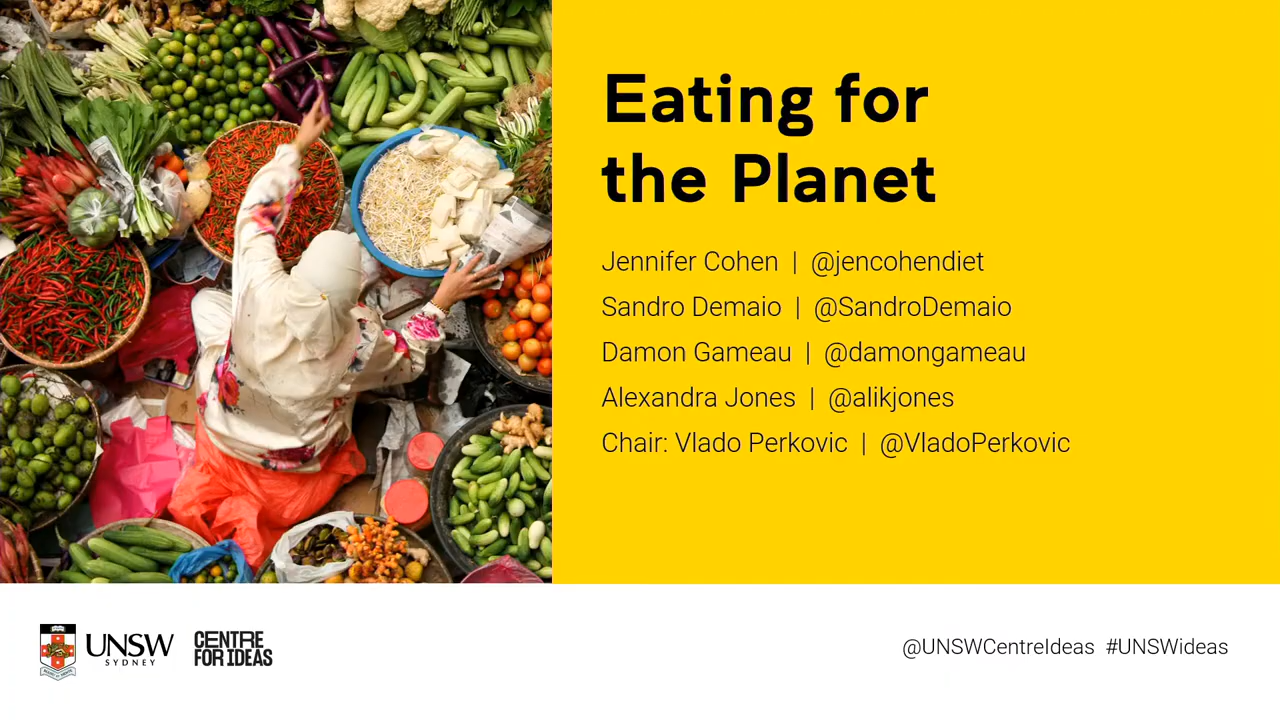 Eating for
the Planet
Jennifer Cohen | @jencohendiet
Sandro Demaio | @SandroDemaio
Damon Gameau | @damongameau
Alexandra Jones | @alikjones
Chair: Vlado Perkovic | @VladoPerkovic
UNSW
SYDNEY
CENTRE
FOR IDEAS
@UNSWCentreIdeas #UNSWideas